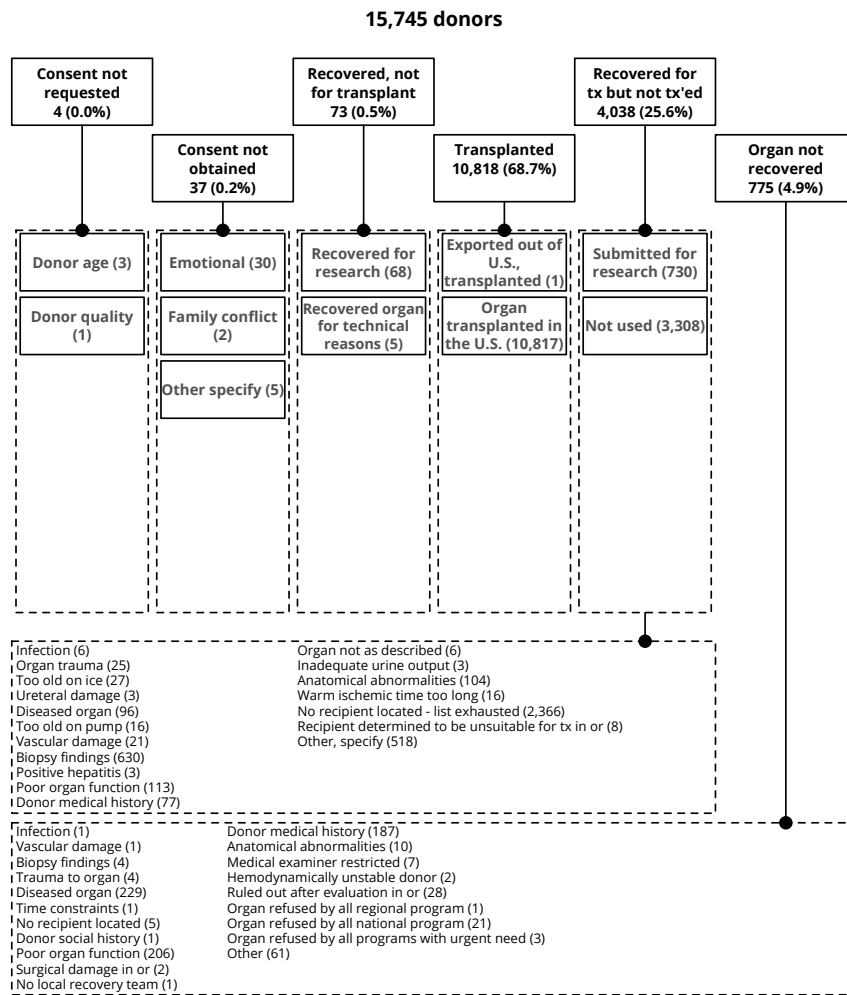 15,745 donors
Consent not
requested
4 (0.0%)
Recovered, not
for transplant
73 (0.5%)
Recovered for
tx but not tx'ed
4,038 (25.6%)
Consent not
obtained
37 (0.2%)
Transplanted
10,818 (68.7%)
Organ not
recovered
775 (4.9%)
Donor age (3)
Donor quality
(1)
Emotional (30)
Family conflict
(2)
Other specify (5)
Recovered for
research (68)
Recovered organ
for technical
reasons (5)
Exported out of
U.S.,
transplanted (1)
Organ
transplanted in
the U.S. (10,817)
Submitted for
research (730)
Not used (3,308)
Infection (6)
Organ trauma (25)
Too old on ice (27)
Ureteral damage (3)
Diseased organ (96)
Too old on pump (16)
Vascular damage (21)
Biopsy findings (630)
Positive hepatitis (3)
Poor organ function (113)
Donor medical history (77)
Organ not as described (6)
Inadequate urine output (3)
Anatomical abnormalities (104)
Warm ischemic time too long (16)
No recipient located - list exhausted (2,366)
Recipient determined to be unsuitable for tx in or (8)
Other, specify (518)
Infection (1)
Vascular damage (1)
Biopsy findings (4)
Trauma to organ (4)
Diseased organ (229)
Time constraints (1)
No recipient located (5)
Donor social history (1)
Poor organ function (206)
Surgical damage in or (2)
No local recovery team (1)
Donor medical history (187)
Anatomical abnormalities (10)
Medical examiner restricted (7)
Hemodynamically unstable donor (2)
Ruled out after evaluation in or (28)
Organ refused by all regional program (1)
Organ refused by all national program (21)
Organ refused by all programs with urgent need (3)
Other (61)